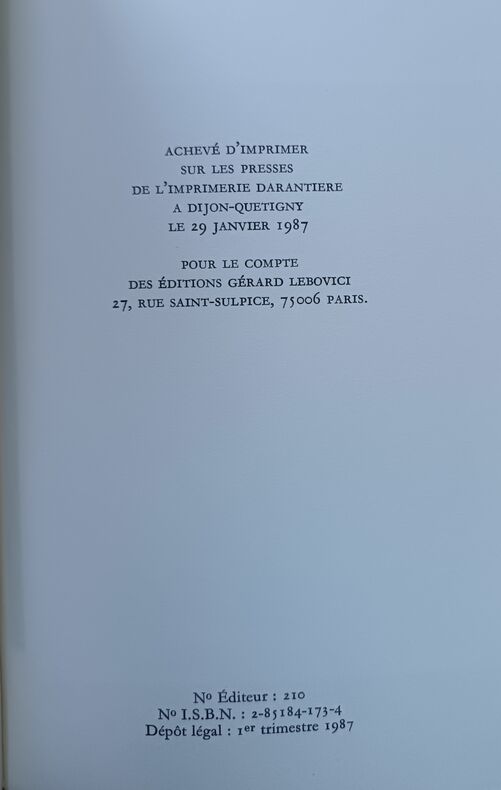 ACHEVÉ D'IMPRIMER
SUR LES PRESSES
DE L'IMPRIMERIE DARANTIERE
A DIJON-QUETIGNY
LE 29 JANVIER 1987
POUR LE COMPTE
DES ÉDITIONS GÉRARD LEBOVICI
27, RUE SAINT-SULPICE, 75006 PARIS.
Nº Éditeur : 210
Nº I.S.B.N. : 2-85184-173-4
Dépôt légal : 1er trimestre 1987